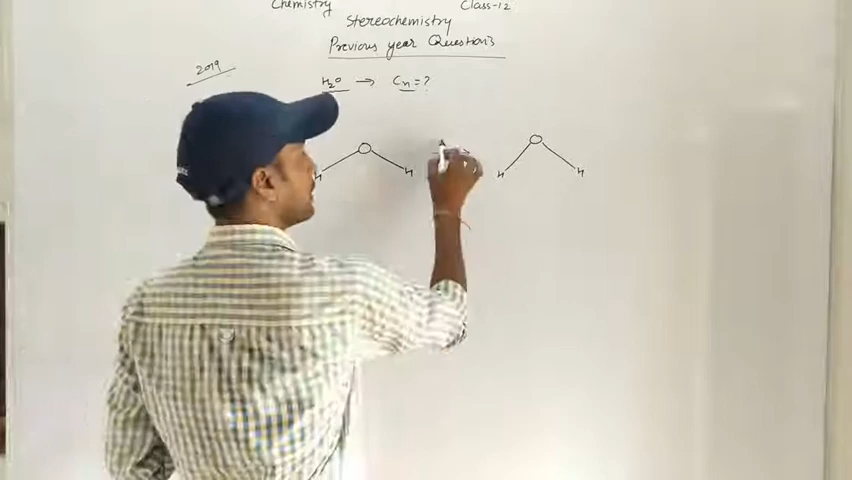 Chemistry Class-12
Stereochemistry
Previous year Questions
2019
H₂O → Cn=?
O O
H H H H